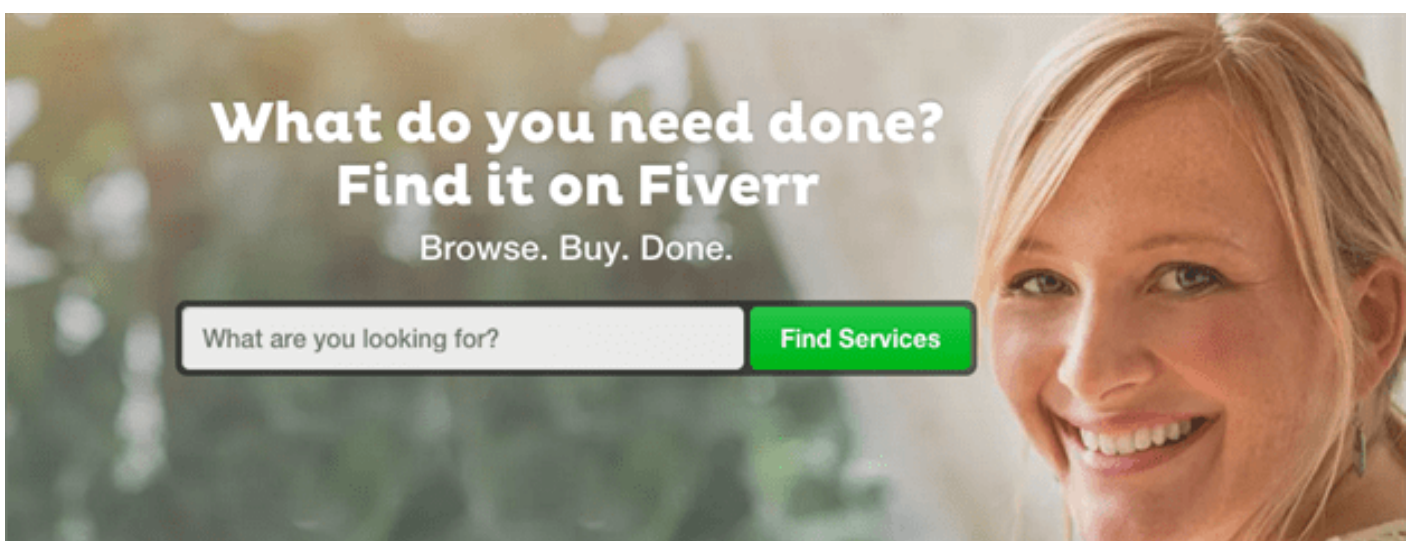 What do you need done?
Find it on Fiverr
Browse. Buy. Done.
What are you looking for?
Find Services